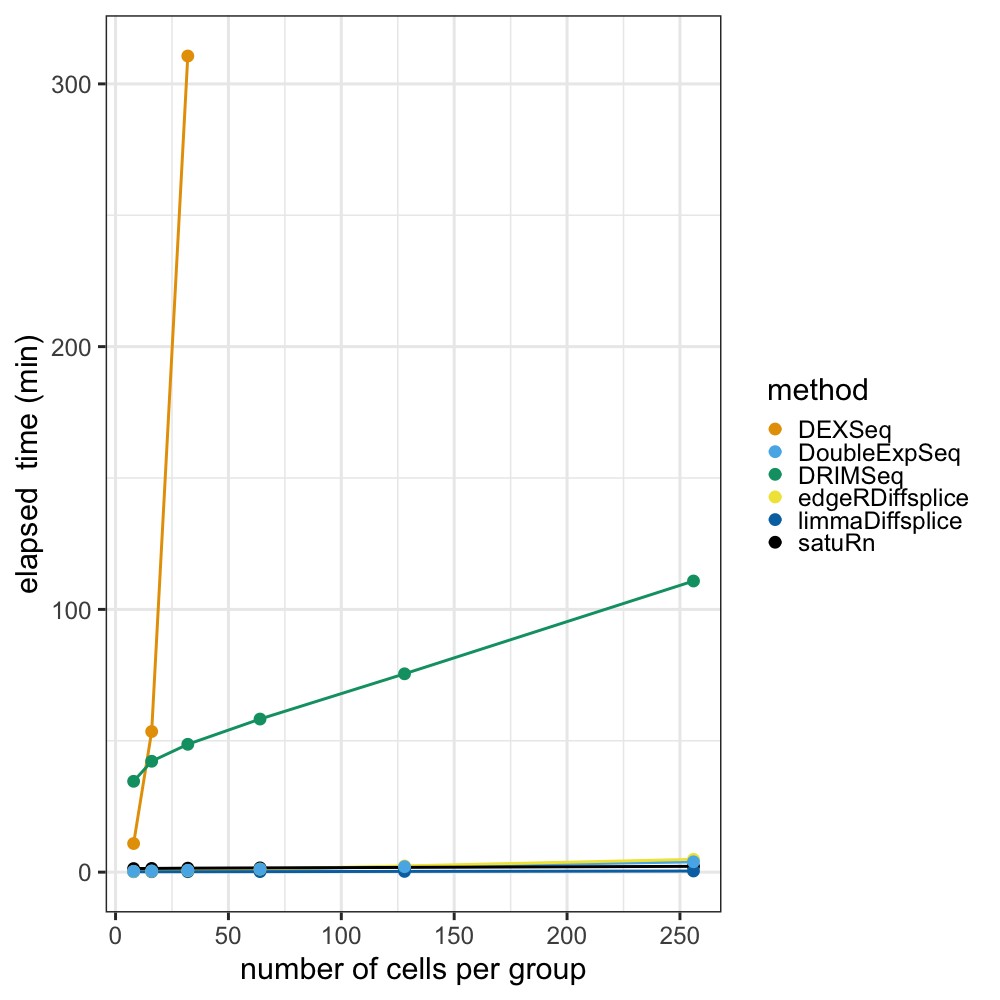 300
200
100
0
elapsed  time (min)
0 50 100 150 200 250
number of cells per group
method
DEXSeq
DoubleExpSeq
DRIMSeq
edgeRDiffsplice
limmaDiffsplice
satuRn